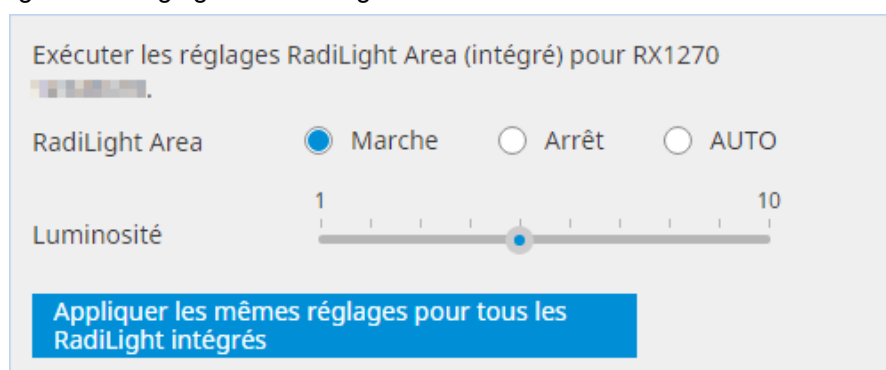 Exécuter les réglages RadiLight Area (intégré) pour RX1270
.
RadiLight Area Marche Arrêt AUTO
1 10
Luminosité
Appliquer les mêmes réglages pour tous les
RadiLight intégrés